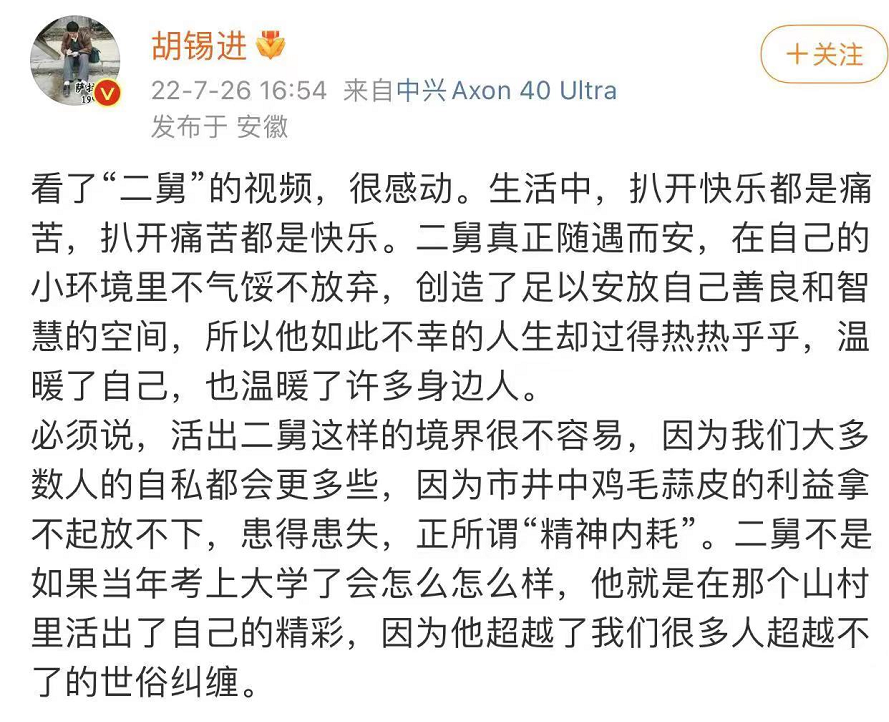 胡锡进
+关注
22-7-26 16:54 来自中兴Axon 40 Ultra
发布于 安徽
看了“二舅”的视频，很感动。生活中，扒开快乐都是痛
苦，扒开痛苦都是快乐。二舅真正随遇而安，在自己的
小环境里不气馁不放弃，创造了足以安放自己善良和智
慧的空间，所以他如此不幸的人生却过得热热乎乎，温
暖了自己，也温暖了许多身边人。
必须说，活出二舅这样的境界很不容易，因为我们大多
数人的自私都会更多些，因为市井中鸡毛蒜皮的利益拿
不起放不下，患得患失，正所谓“精神内耗”。二舅不是
如果当年考上大学了会怎么怎么样，他就是在那个山村
里活出了自己的精彩，因为他超越了我们很多人超越不
了的世俗纠缠。